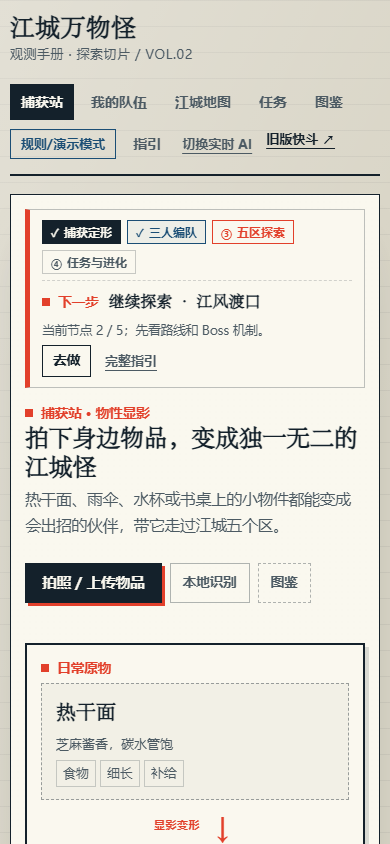 江城万物怪
观测手册 · 探索切片 / VOL.02
捕获站 我的队伍 江城地图 任务 图鉴
规则/演示模式 指引 切换实时 AI 旧版快斗 ↗
✓ 捕获定形 ✓ 三人编队 ③ 五区探索
④ 任务与进化
下一步 继续探索 · 江风渡口
当前节点 2 / 5；先看路线和 Boss 机制。
去做 完整指引
捕获站 • 物性显影
拍下身边物品，变成独一无二的
江城怪
热干面、雨伞、水杯或书桌上的小物件都能变成
会出招的伙伴，带它走过江城五个区。
拍照 / 上传物品 本地识别 图鉴
日常原物
热干面
芝麻酱香，碳水管饱
食物 细长 补给
显影变形 ↓